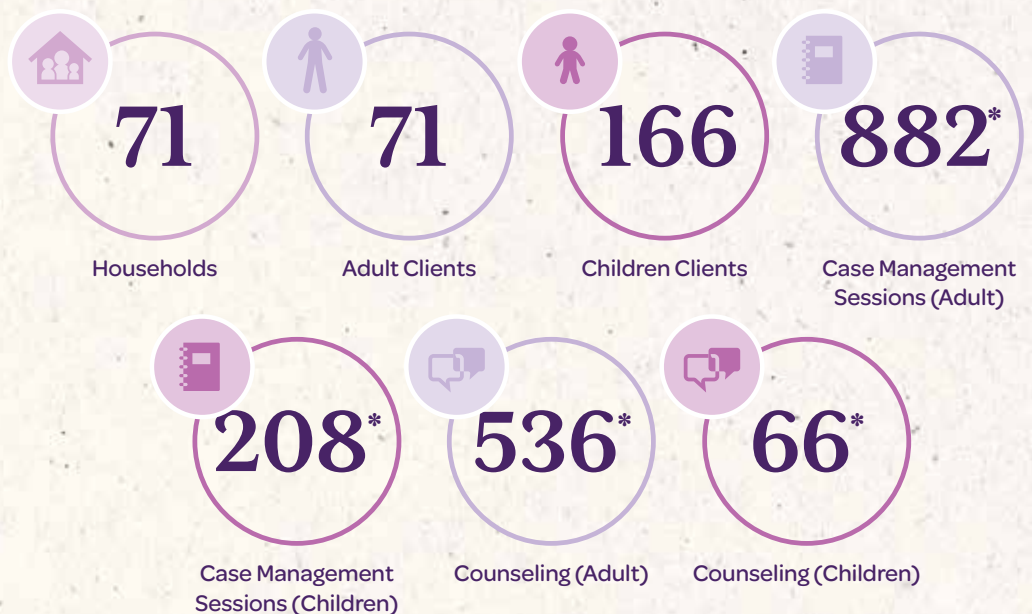 71
Households
71
Adult Clients
166
Children Clients
882*
Case Management
Sessions (Adult)
208*
Case Management
Sessions (Children)
536*
Counseling (Adult)
66*
Counseling (Children)